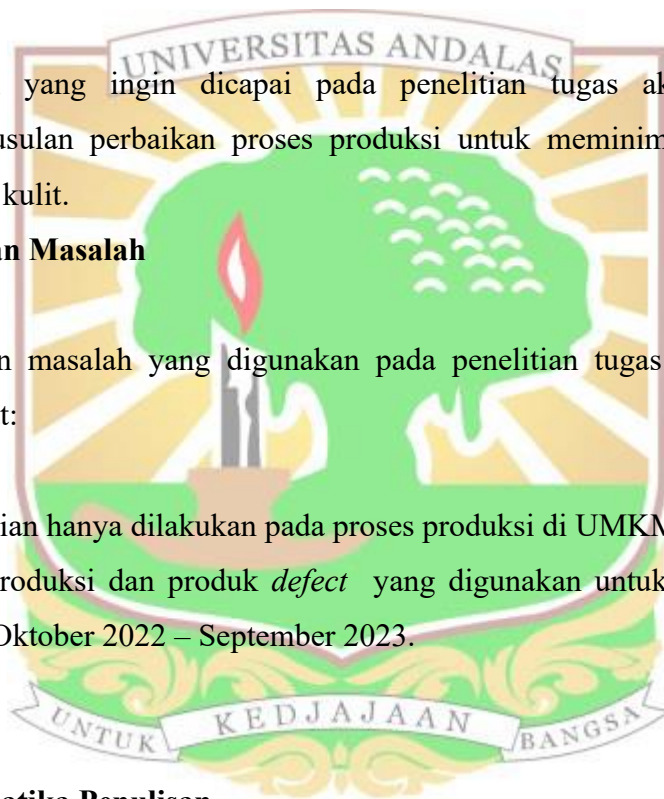 UNIVERSITAS ANDALAS
yang ingin dicapai pada penelitian tugas ak
usulan perbaikan proses produksi untuk meminim
kulit.
an Masalah
n masalah yang digunakan pada penelitian tugas
t:
ian hanya dilakukan pada proses produksi di UMKM
roduksi dan produk defect yang digunakan untuk
Oktober 2022 – September 2023.
UNTUK KEDJAJAAN BANGSA
atika Penulisan